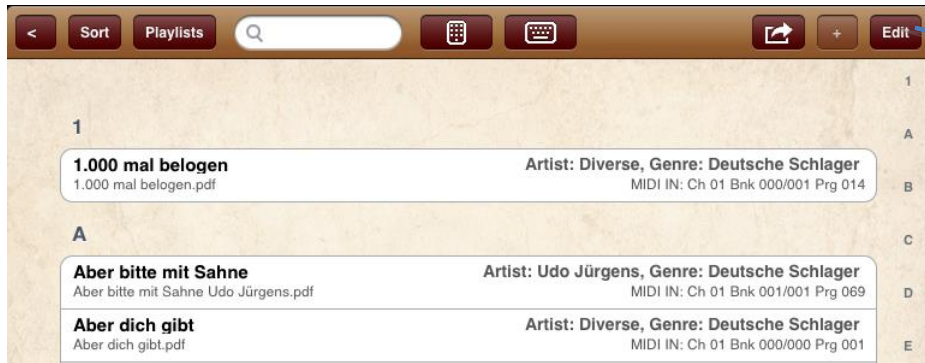 < Sort Playlists + Edit
1
1
A
1.000 mal belogen Artist: Diverse, Genre: Deutsche Schlager
1.000 mal belogen.pdf MIDI IN: Ch 01 Bnk 000/001 Prg 014
B
A
C
Aber bitte mit Sahne Artist: Udo Jürgens, Genre: Deutsche Schlager
Aber bitte mit Sahne Udo Jürgens.pdf MIDI IN: Ch 01 Bnk 001/001 Prg 069
D
Aber dich gibt Artist: Diverse, Genre: Deutsche Schlager
Aber dich gibt.pdf MIDI IN: Ch 01 Bnk 000/000 Prg 001
E